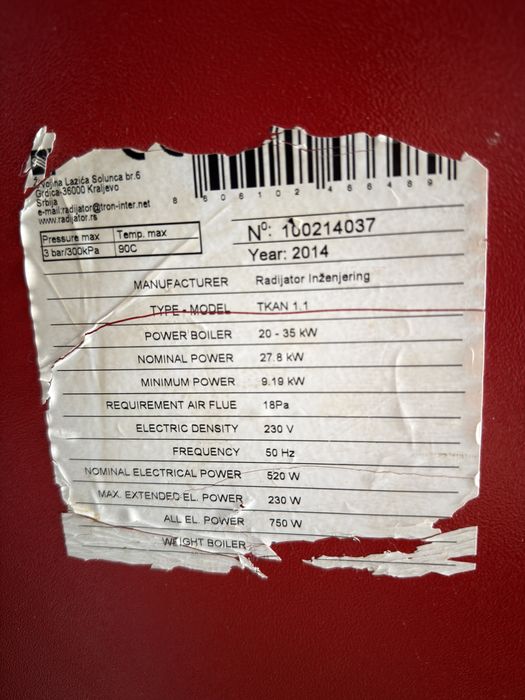 Živojina Lazića Solunca br.6
Grdica-36000 Kraljevo
Srbija
e-mail:radijator@tron-inter.net
www.radijator.rs
8 606102 466489
Pressure max Temp. max
3 bar/300kPa 90C
Nº: 100214037
Year: 2014
MANUFACTURER Radijator Inženjering
TYPE - MODEL TKAN 1.1
POWER BOILER 20 - 35 kW
NOMINAL POWER 27.8 kW
MINIMUM POWER 9.19 kW
REQUIREMENT AIR FLUE 18Pa
ELECTRIC DENSITY 230 V
FREQUENCY 50 Hz
NOMINAL ELECTRICAL POWER 520 W
MAX. EXTENDED EL. POWER 230 W
ALL EL. POWER 750 W
WEIGHT BOILER